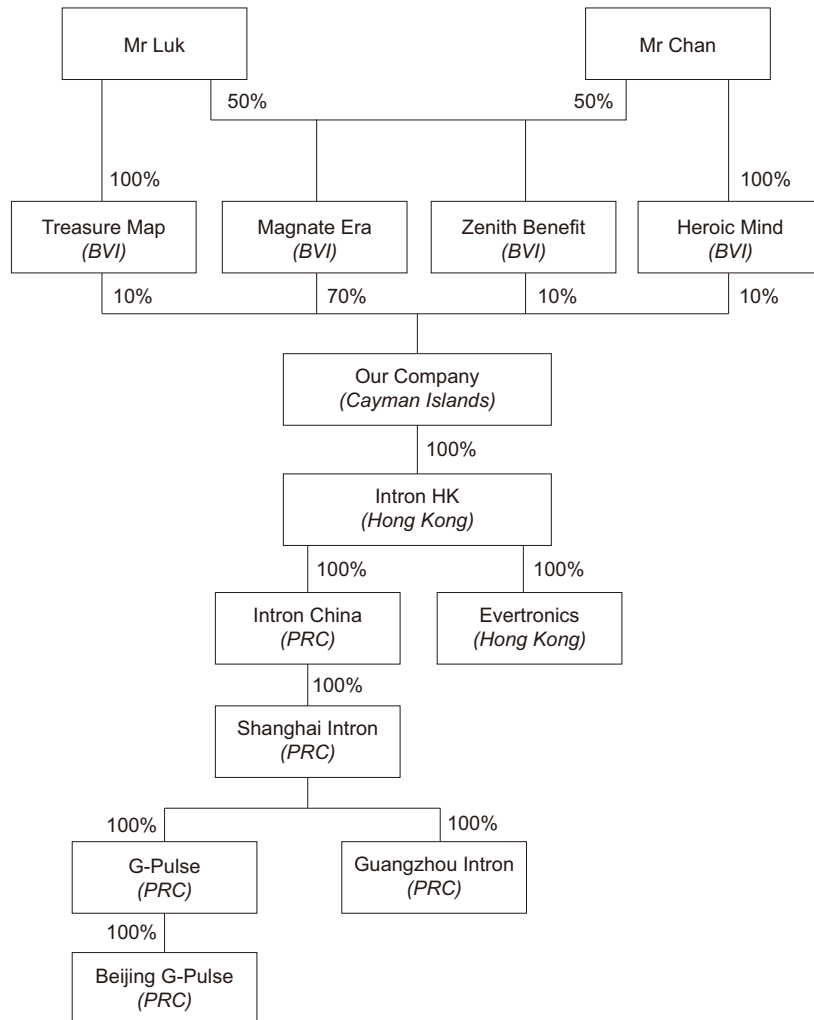 Mr Luk
Mr Chan
50%
50%
100%
100%
Treasure Map
(BVI)
Magnate Era
(BVI)
Zenith Benefit
(BVI)
Heroic Mind
(BVI)
10%
70%
10%
10%
Our Company
(Cayman Islands)
100%
Intron HK
(Hong Kong)
100%
100%
Intron China
(PRC)
Evertronics
(Hong Kong)
100%
Shanghai Intron
(PRC)
100%
100%
G-Pulse
(PRC)
Guangzhou Intron
(PRC)
100%
Beijing G-Pulse
(PRC)